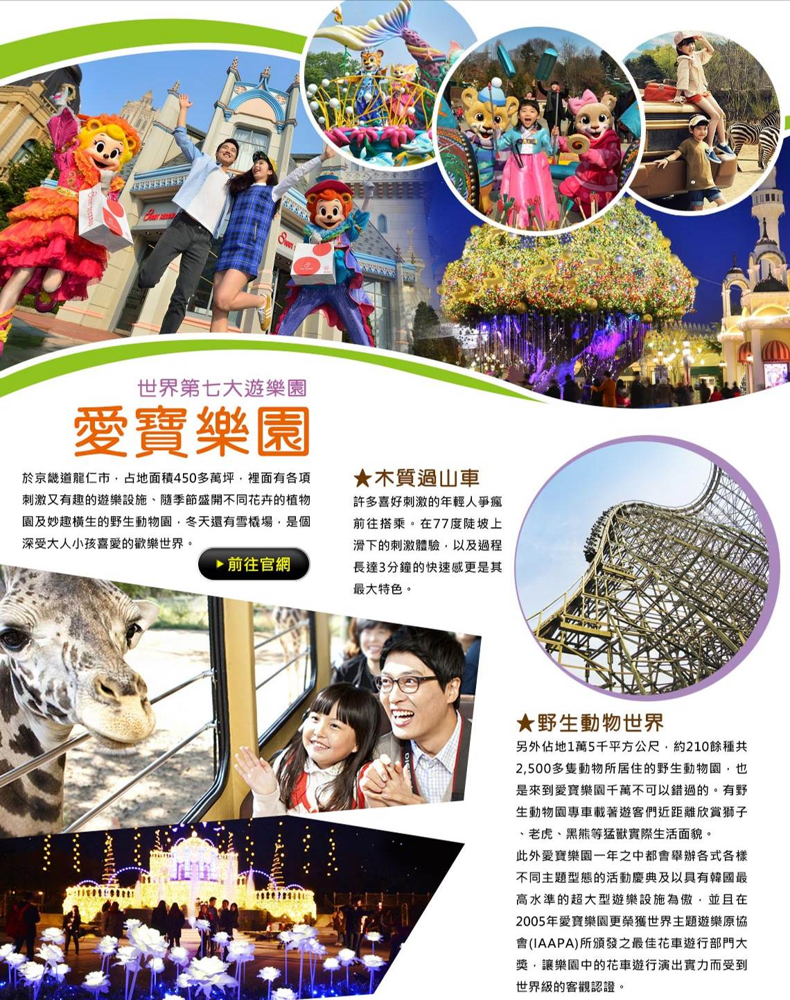 世界第七大遊樂園
愛寶樂園
於京畿道龍仁市，占地面積450多萬坪，裡面有各項
刺激又有趣的遊樂設施、隨季節盛開不同花卉的植物
園及妙趣橫生的野生動物園，冬天還有雪橇場，是個
深受大人小孩喜愛的歡樂世界。
前往官網
★木質過山車
許多喜好刺激的年輕人爭瘋
前往搭乘。在77度陡坡上
滑下的刺激體驗，以及過程
長達3分鐘的快速感更是其
最大特色。
★野生動物世界
另外佔地1萬5千平方公尺，約210餘種共
2,500多隻動物所居住的野生動物園，也
是來到愛寶樂園千萬不可以錯過的。有野
生動物園專車載著遊客們近距離欣賞獅子
、老虎、黑熊等猛獸實際生活面貌。
此外愛寶樂園一年之中都會舉辦各式各樣
不同主題型態的活動慶典及以具有韓國最
高水準的超大型遊樂設施為傲，並且在
2005年愛寶樂園更榮獲世界主題遊樂原協
會(IAAPA)所頒發之最佳花車遊行部門大
獎，讓樂園中的花車遊行演出實力而受到
世界級的客觀認證。